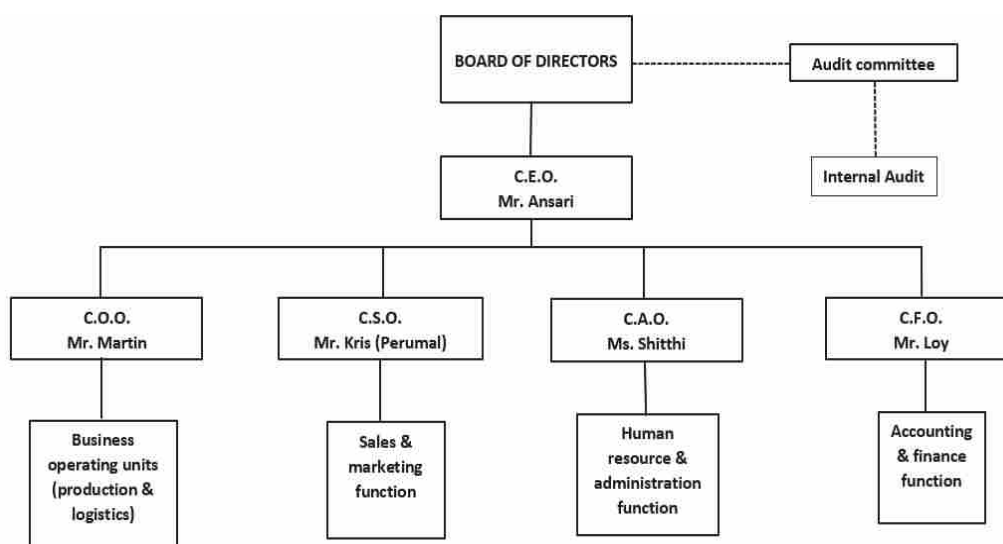 BOARD OF DIRECTORS
Audit committee
Internal Audit
C.E.O.
Mr. Ansari
C.O.O.
Mr. Martin
C.S.O.
Mr. Kris (Perumal)
C.A.O.
Ms. Shitthi
C.F.O.
Mr. Loy
Business
operating units
(production &
logistics)
Sales &
marketing
function
Human
resource &
administration
function
Accounting
& finance
function